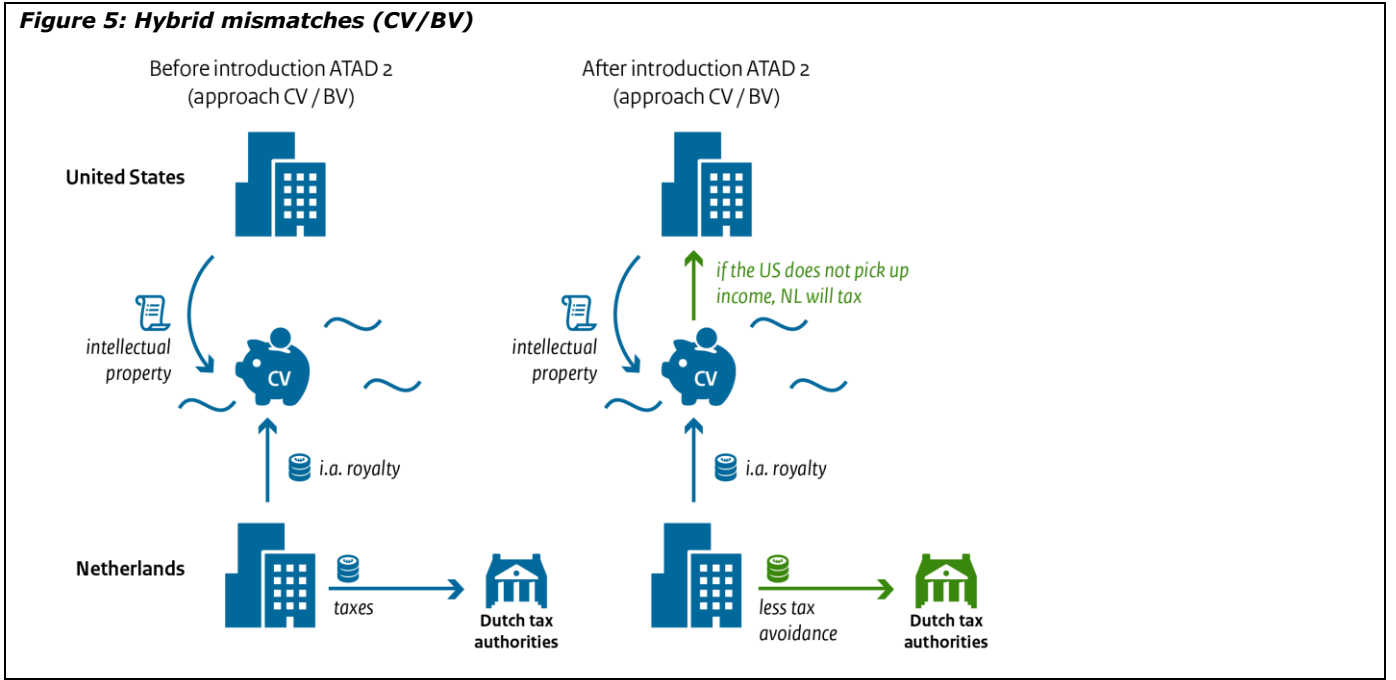 Figure 5: Hybrid mismatches (CV/BV)
Before introduction ATAD 2
(approach CV / BV)
United States
intellectual
property
CV
i.a. royalty
Netherlands
taxes
Dutch tax
authorities
After introduction ATAD 2
(approach CV / BV)
if the US does not pick up
income, NL will tax
intellectual
property
CV
i.a. royalty
less tax
avoidance
Dutch tax
authorities